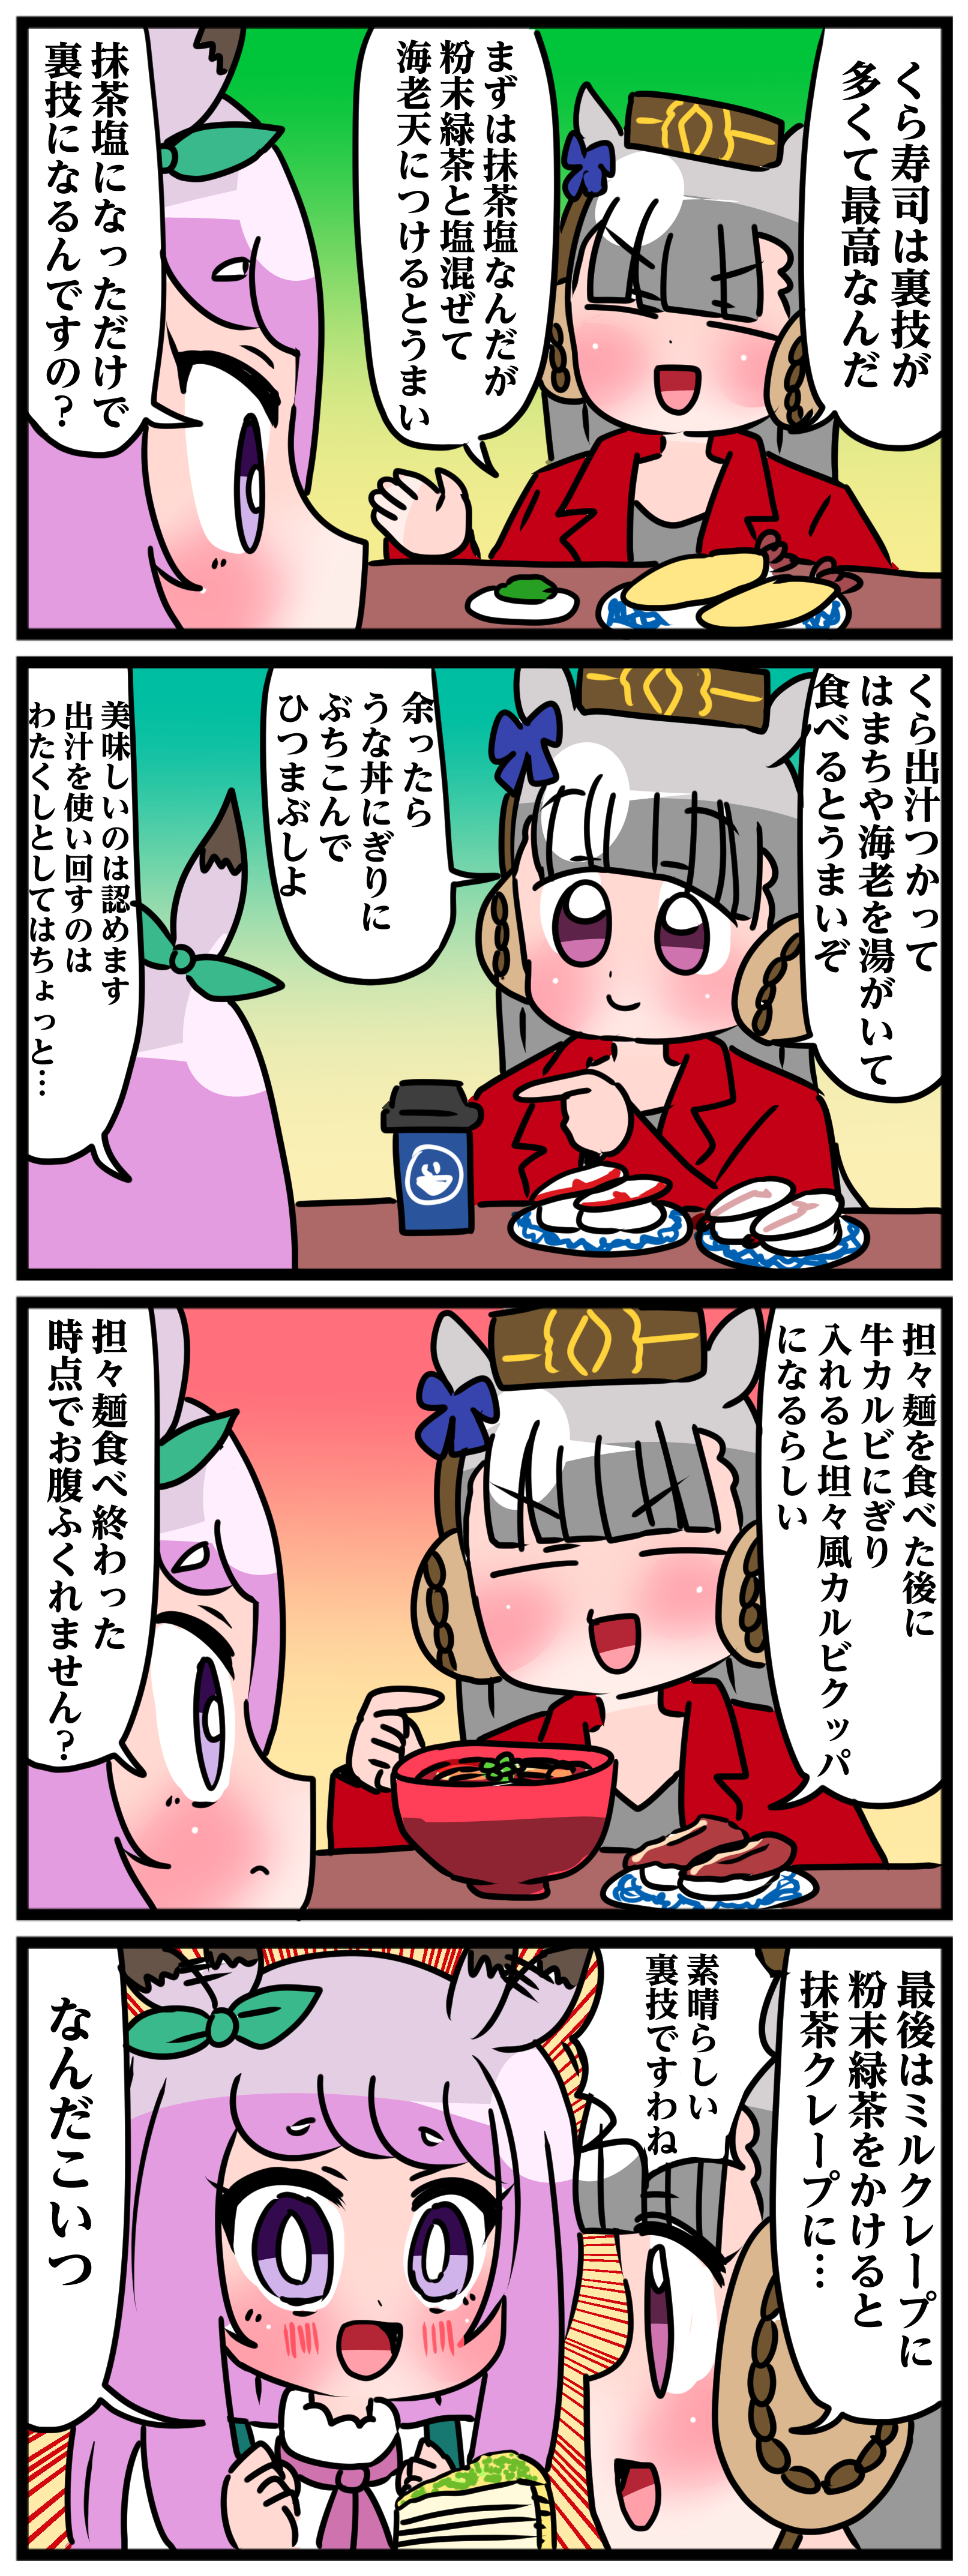 くら寿司は裏技が
多くて最高なんだ
まずは抹茶塩なんだが
粉末緑茶と塩混ぜて
海老天につけるとうまい
抹茶塩になっただけで
裏技になるんですの？
くら出汁つかって
はまちや海老を湯がいて
食べるとうまいぞ
余ったら
うな丼にぎりに
ぶちこんで
ひつまぶしよ
美味しいのは認めます
出汁を使い回すのは
わたくしとしてはちょっと…
担々麺を食べた後に
牛カルビにぎり
入れると坦々風カルビクッパ
になるらしい
担々麺食べ終わった
時点でお腹ふくれません？
最後はミルクレープに
粉末緑茶をかけると
抹茶クレープに…
素晴らしい
裏技ですわね
なんだこいつ